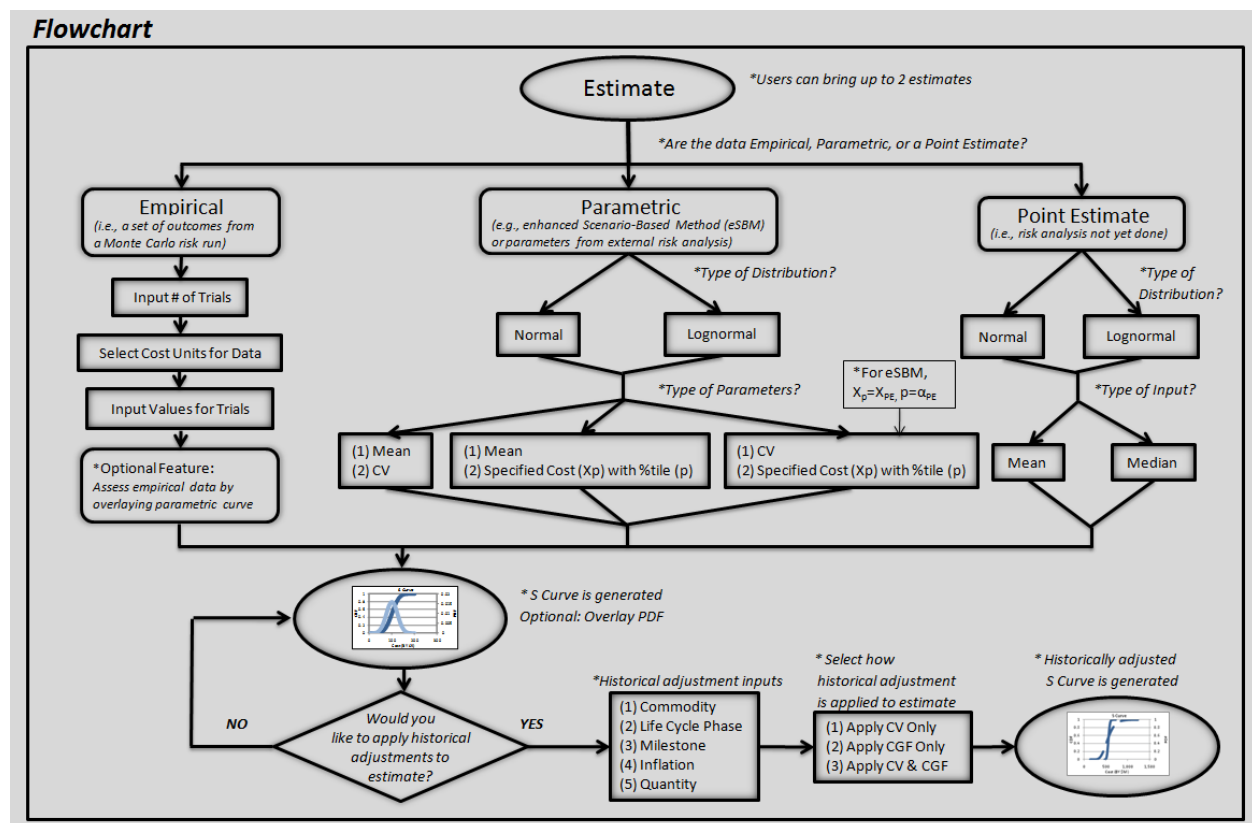 Flowchart
Estimate
*Users can bring up to 2 estimates
*Are the data Empirical, Parametric, or a Point Estimate?
Empirical
(i.e., a set of outcomes from
a Monte Carlo risk run)
Input # of Trials
Select Cost Units for Data
Input Values for Trials
*Optional Feature:
Assess empirical data by
overlaying parametric curve
Parametric
(e.g., enhanced Scenario-Based Method (eSBM)
or parameters from external risk analysis)
*Type of Distribution?
Normal
Lognormal
*Type of Parameters?
*For eSBM,
Xp=XPE, p=αPE
(1) Mean
(2) CV
(1) Mean
(2) Specified Cost (Xp) with %tile (p)
(1) CV
(2) Specified Cost (Xp) with %tile (p)
Point Estimate
(i.e., risk analysis not yet done)
*Type of
Distribution?
Normal
Lognormal
*Type of Input?
Mean
Median
S-Curve
* S Curve is generated
Optional: Overlay PDF
Would you
like to apply historical
adjustments to
estimate?
NO
YES
*Historical adjustment inputs
(1) Commodity
(2) Life Cycle Phase
(3) Milestone
(4) Inflation
(5) Quantity
* Select how
historical adjustment
is applied to estimate
(1) Apply CV Only
(2) Apply CGF Only
(3) Apply CV & CGF
* Historically adjusted
S Curve is generated
S-Curve